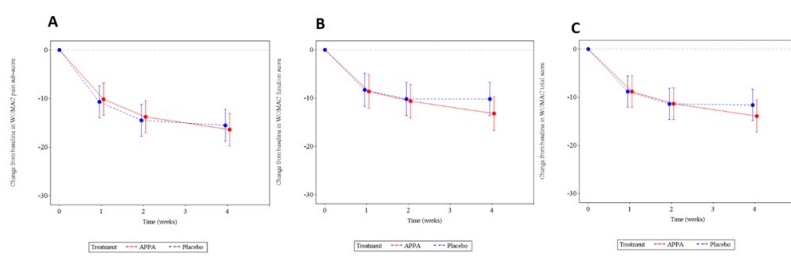 A
Change from baseline in WOMAC pain sub-score
0
-10
-20
-30
0 1 2 4
Time (weeks)
Treatment APPA Placebo
B
Change from baseline in WOMAC function sub-score
0
-10
-20
-30
0 1 2 4
Time (weeks)
Treatment APPA Placebo
C
Change from baseline in WOMAC total score
0
-10
-20
-30
0 1 2 4
Time (weeks)
Treatment APPA Placebo